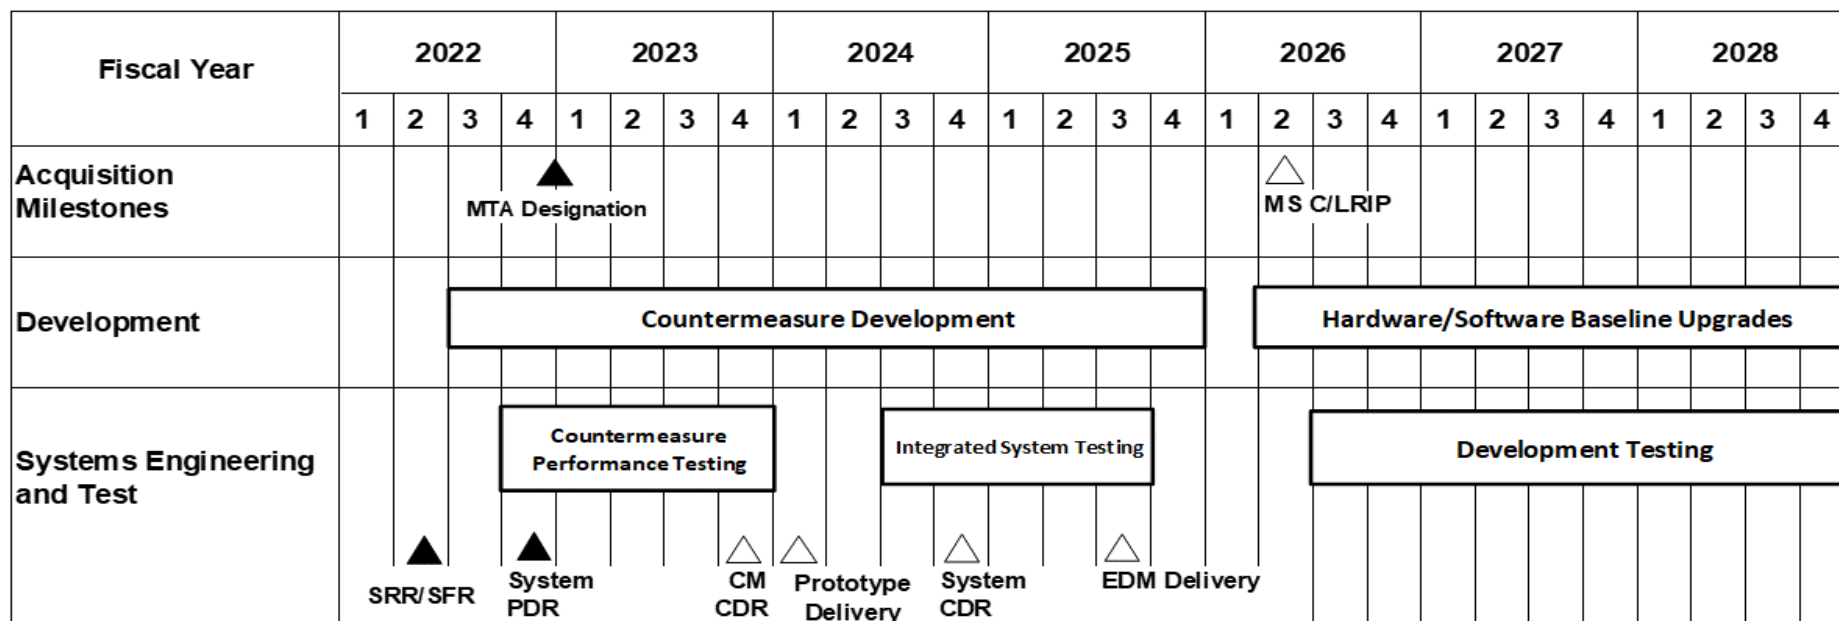 Fiscal Year 2022 2023 2024 2025 2026 2027 2028
1 2 3 4 1 2 3 4 1 2 3 4 1 2 3 4 1 2 3 4 1 2 3 4 1 2 3 4
Acquisition
Milestones
MTA Designation
MS C/LRIP
Development
Countermeasure Development
Hardware/Software Baseline Upgrades
Systems Engineering
and Test
Countermeasure
Performance Testing
Integrated System Testing
Development Testing
SRR/SFR
System
PDR
CM
CDR
Prototype
Delivery
System
CDR
EDM Delivery